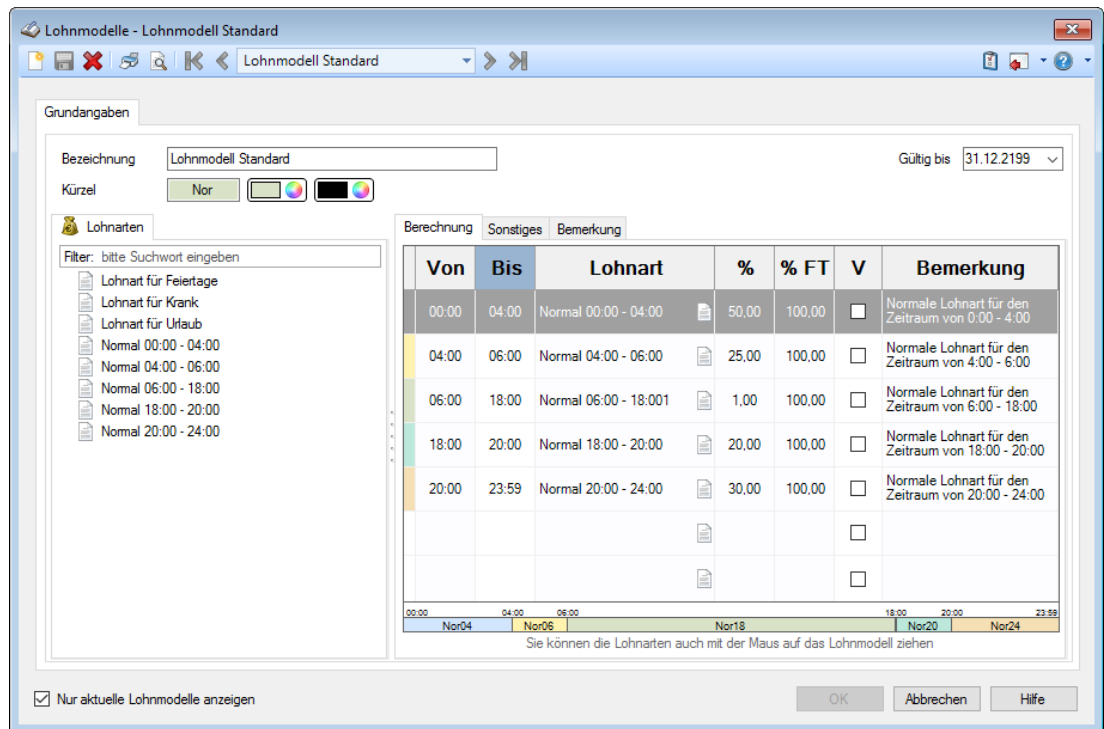 Lohnmodelle - Lohnmodell Standard
Lohnmodell Standard
Grundangaben
Bezeichnung Lohnmodell Standard Gültig bis 31.12.2199
Kürzel Nor
Lohnarten
Filter: bitte Suchwort eingeben
Lohnart für Feiertage
Lohnart für Krank
Lohnart für Urlaub
Normal 00:00 - 04:00
Normal 04:00 - 06:00
Normal 06:00 - 18:00
Normal 18:00 - 20:00
Normal 20:00 - 24:00
Berechnung Sonstiges Bemerkung
Von Bis Lohnart % % FT V Bemerkung
00:00 04:00 Normal 00:00 - 04:00 50,00 100,00 Normale Lohnart für den
Zeitraum von 0:00 - 4:00
04:00 06:00 Normal 04:00 - 06:00 25,00 100,00 Normale Lohnart für den
Zeitraum von 4:00 - 6:00
06:00 18:00 Normal 06:00 - 18:001 1,00 100,00 Normale Lohnart für den
Zeitraum von 6:00 - 18:00
18:00 20:00 Normal 18:00 - 20:00 20,00 100,00 Normale Lohnart für den
Zeitraum von 18:00 - 20:00
20:00 23:59 Normal 20:00 - 24:00 30,00 100,00 Normale Lohnart für den
Zeitraum von 20:00 - 24:00
00:00 04:00 06:00 18:00 20:00 23:59
Nor04 Nor06 Nor18 Nor20 Nor24
Sie können die Lohnarten auch mit der Maus auf das Lohnmodell ziehen
Nur aktuelle Lohnmodelle anzeigen
OK Abbrechen Hilfe